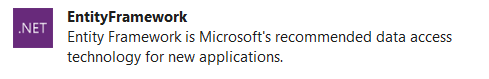 .NET
EntityFramework
Entity Framework is Microsoft's recommended data access
technology for new applications.